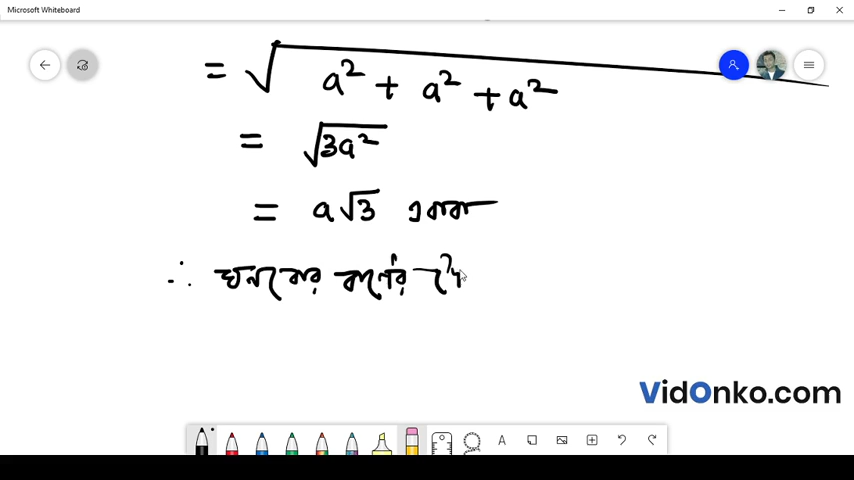 Microsoft Whiteboard
= √(a² + a² + a²)
= √3a²
= a√3 একক
∴ ঘনকের কর্ণের
VidOnko.com